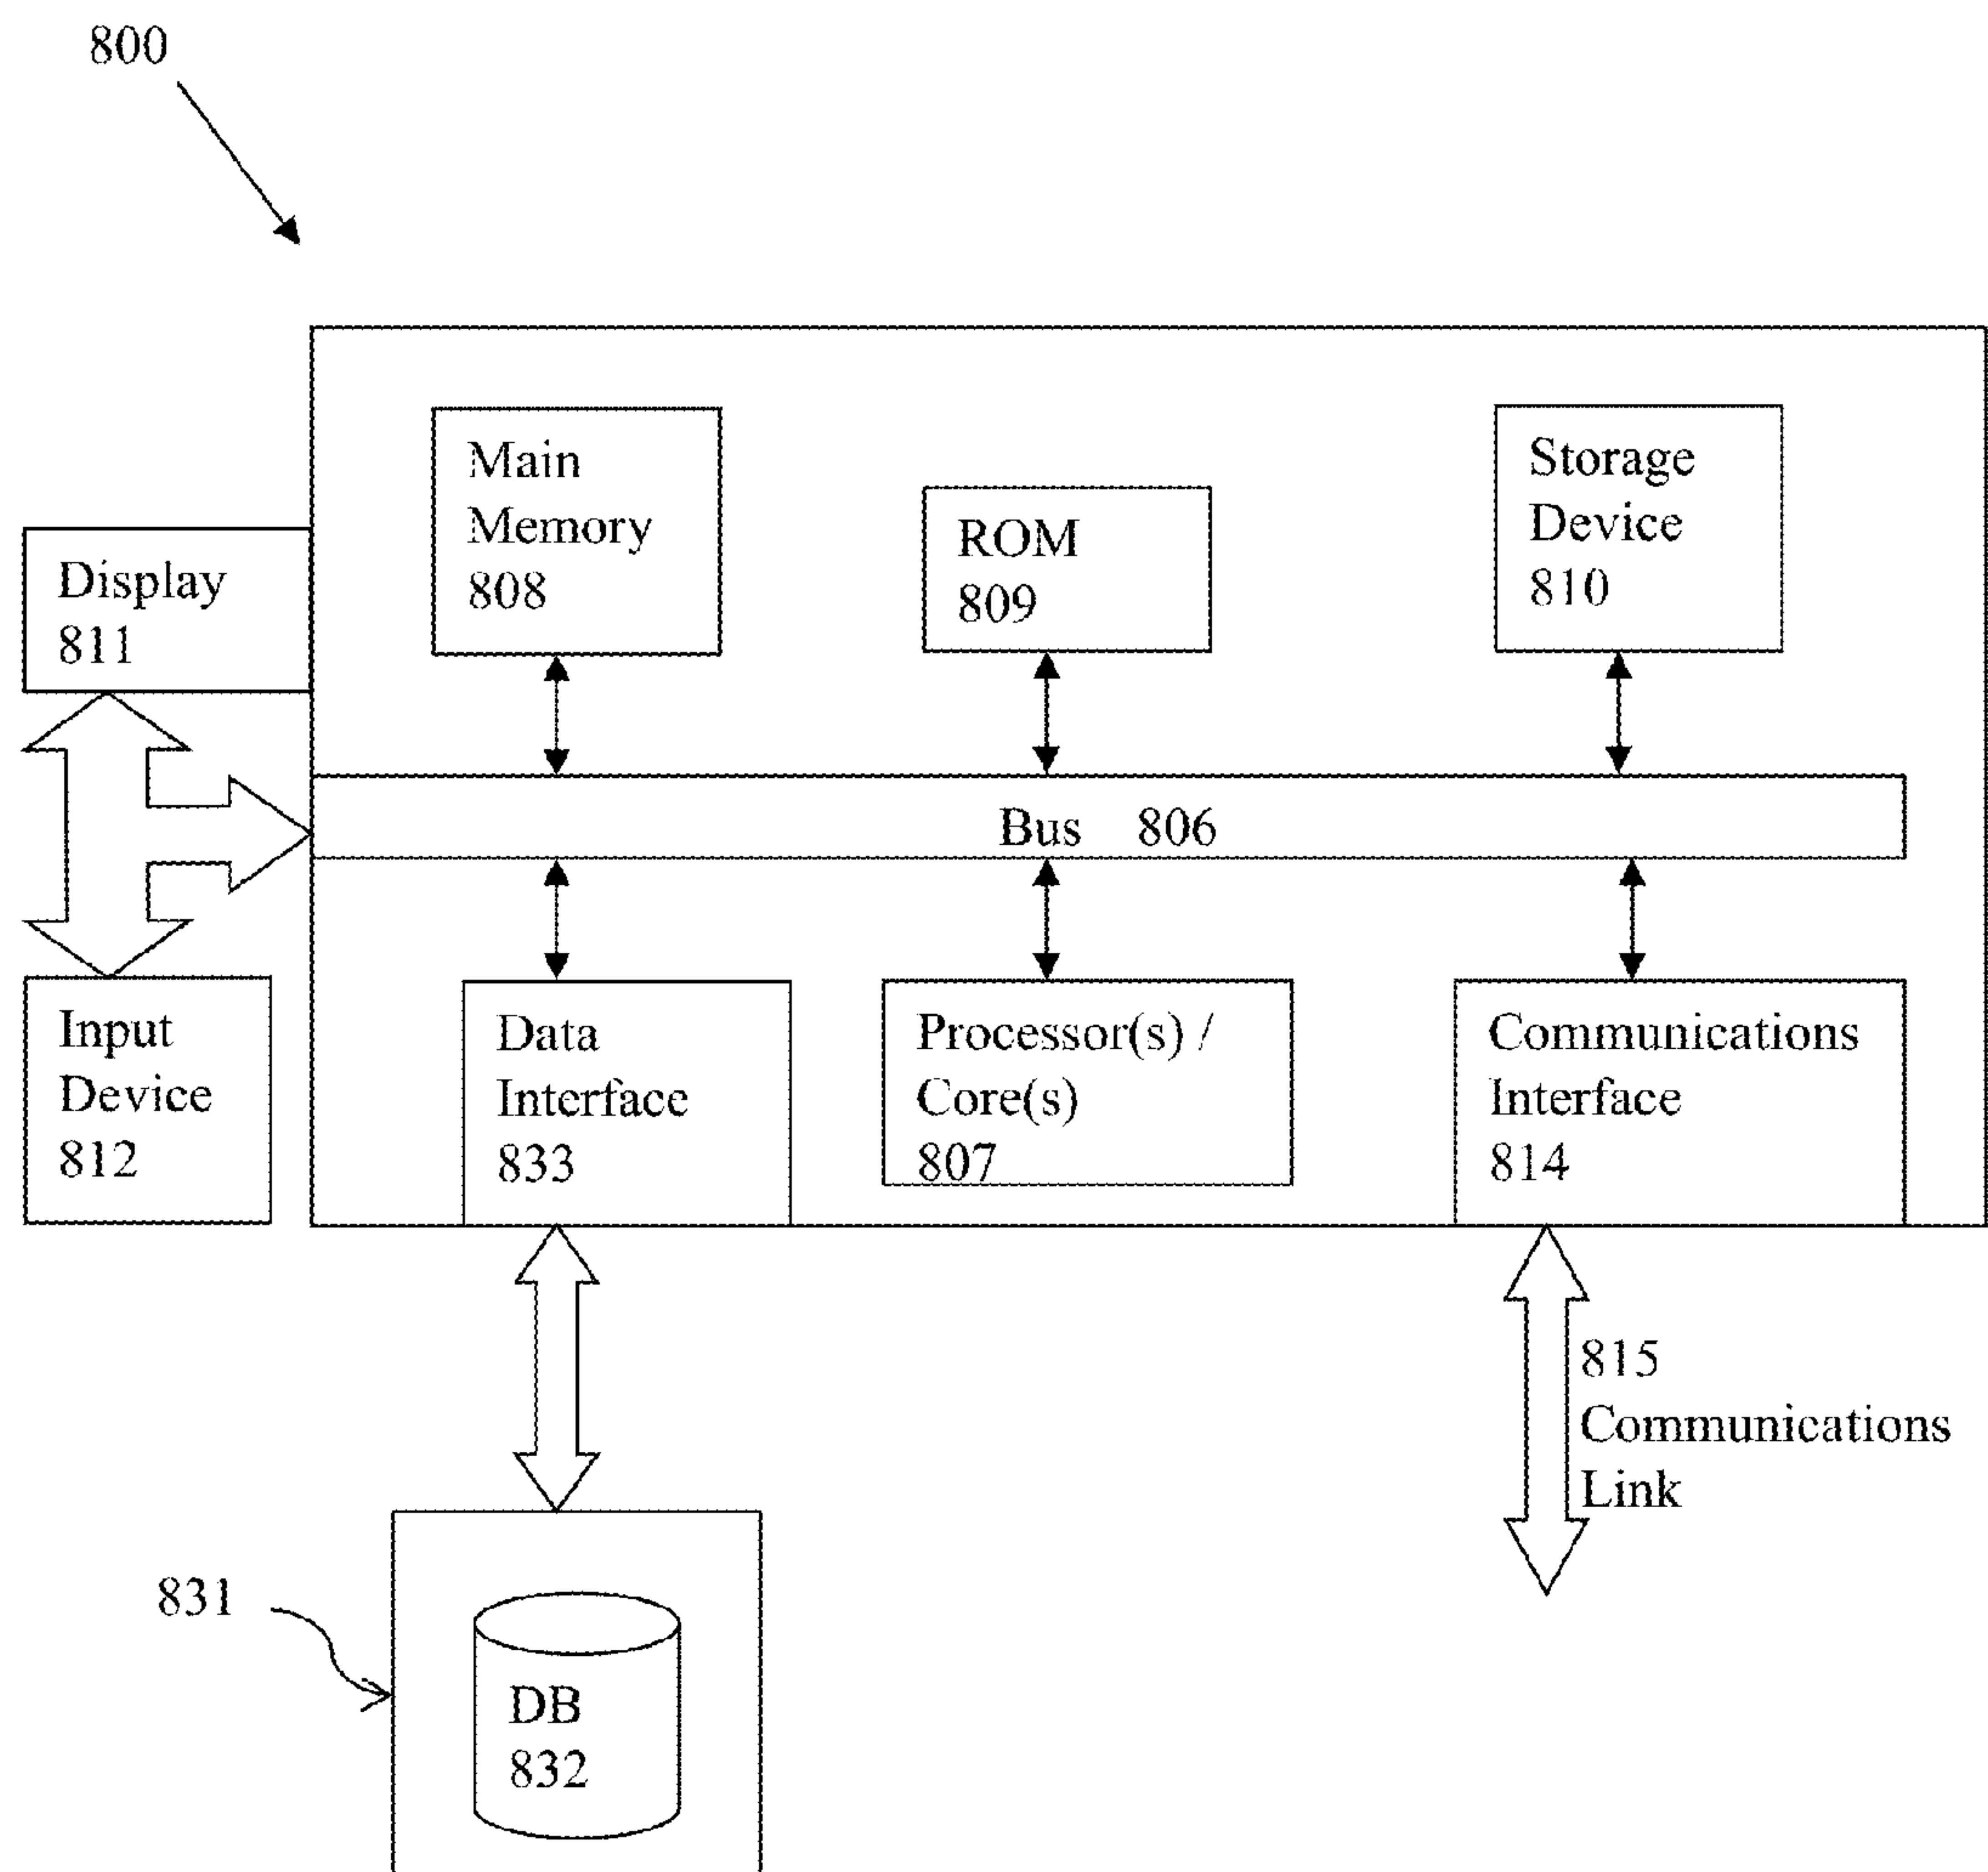 800
Main
Memory
808
ROM
809
Storage
Device
810
Display
811
Bus 806
Input
Device
812
Data
Interface
833
Processor(s) /
Core(s)
807
Communications
Interface
814
815
Communications
Link
831
DB
832